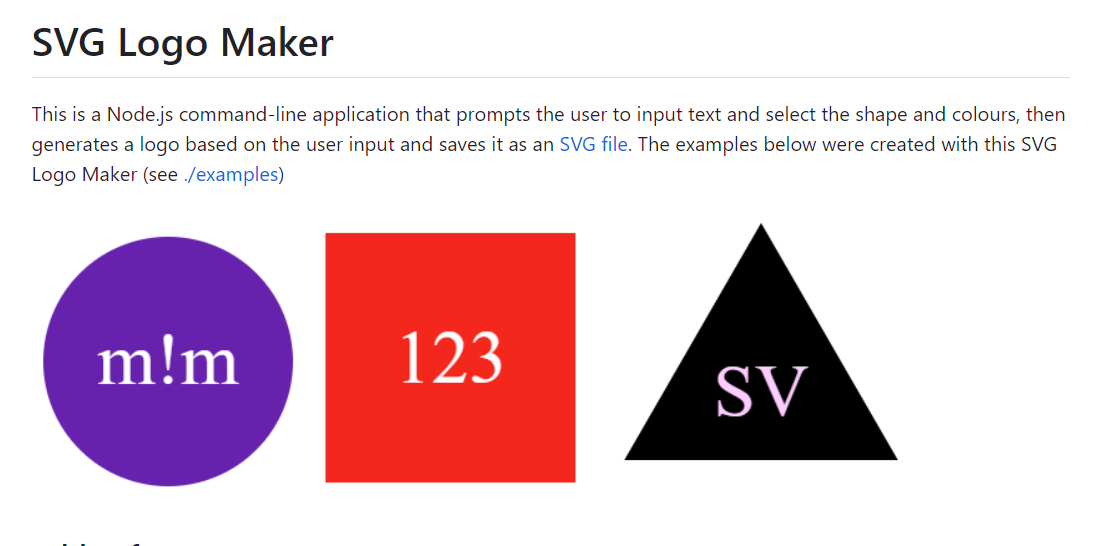 SVG Logo Maker
This is a Node.js command-line application that prompts the user to input text and select the shape and colours, then
generates a logo based on the user input and saves it as an SVG file. The examples below were created with this SVG
Logo Maker (see ./examples)
m!m
123
SV